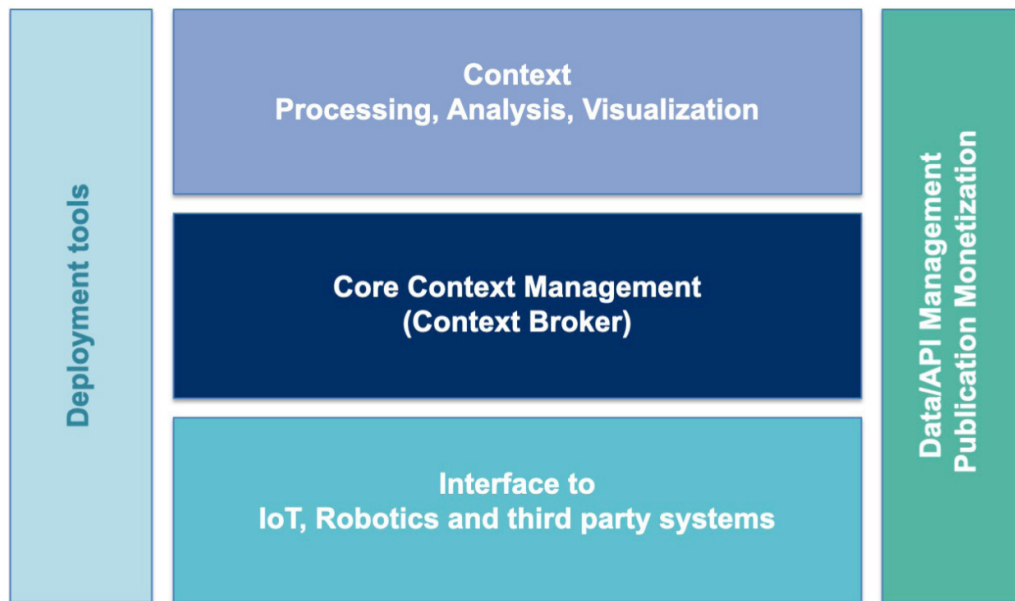 Deployment tools
Context
Processing, Analysis, Visualization
Core Context Management
(Context Broker)
Interface to
IoT, Robotics and third party systems
Data/API Management
Publication Monetization